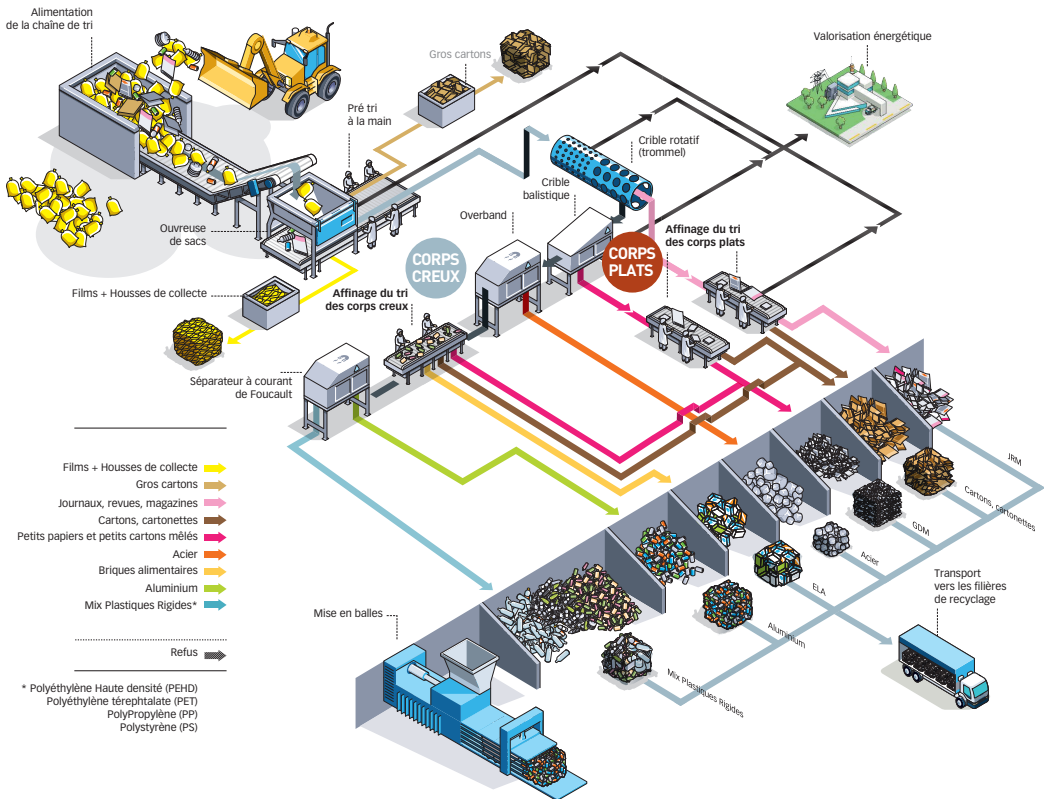 Alimentation
de la chaîne de tri
Gros cartons
Valorisation énergétique
Pré tri
à la main
Crible rotatif
(trommel)
Crible
balistique
Overband
Ouvreuse
de sacs
Affinage du tri
des corps plats
CORPS
CREUX
CORPS
PLATS
Films + Housses de collecte
Affinage du tri
des corps creux
Séparateur à courant
de Foucault
Films + Housses de collecte
Gros cartons
Journaux, revues, magazines
Cartons, cartonettes
Petits papiers et petits cartons mêlés
Acier
Briques alimentaires
Aluminium
Mix Plastiques Rigides*
Refus
* Polyéthylène Haute densité (PEHD)
Polyéthylène térephtalate (PET)
PolyPropylène (PP)
Polystyrène (PS)
Mise en balles
JRM
Cartons, cartonettes
GDM
Acier
ELA
Aluminium
Mix Plastiques Rigides
Transport
vers les filières
de recyclage